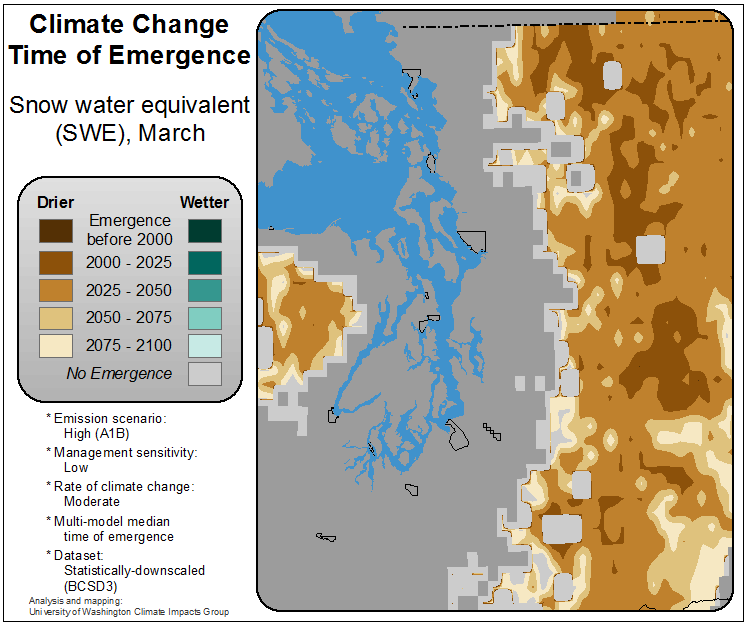 Climate Change
Time of Emergence
Snow water equivalent
(SWE), March
Drier Wetter
Emergence
before 2000
2000 - 2025
2025 - 2050
2050 - 2075
2075 - 2100
No Emergence
* Emission scenario:
High (A1B)
* Management sensitivity:
Low
* Rate of climate change:
Moderate
* Multi-model median
time of emergence
* Dataset:
Statistically-downscaled
(BCSD3)
Analysis and mapping:
University of Washington Climate Impacts Group